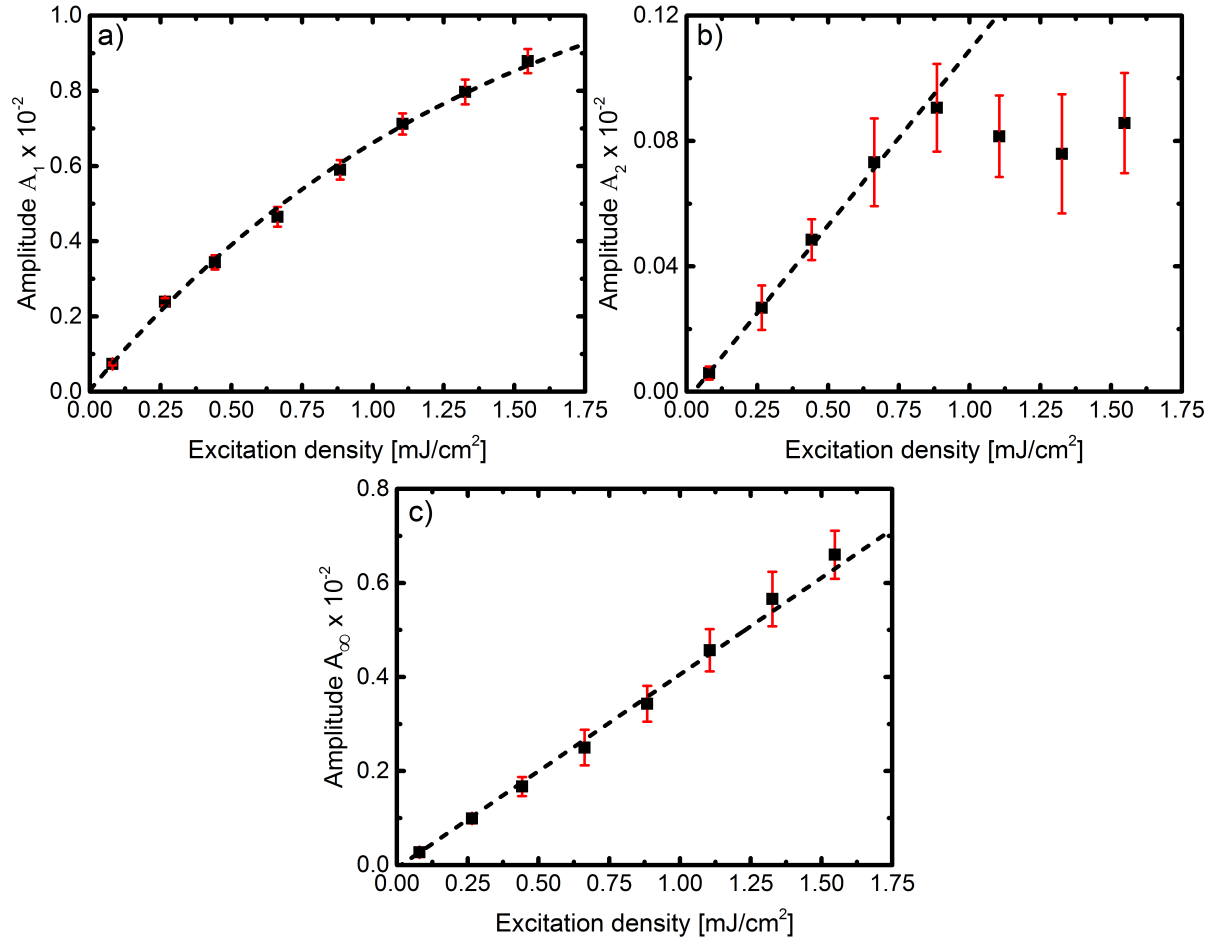 a)
1.0
0.8
0.6
0.4
0.2
0.0
Amplitude A₁ x 10⁻²
0.00 0.25 0.50 0.75 1.00 1.25 1.50 1.75
Excitation density [mJ/cm²]
b)
0.12
0.08
0.04
0.00
Amplitude A₂ x 10⁻²
0.00 0.25 0.50 0.75 1.00 1.25 1.50 1.75
Excitation density [mJ/cm²]
c)
0.8
0.6
0.4
0.2
0.0
Amplitude A∞ x 10⁻²
0.00 0.25 0.50 0.75 1.00 1.25 1.50 1.75
Excitation density [mJ/cm²]